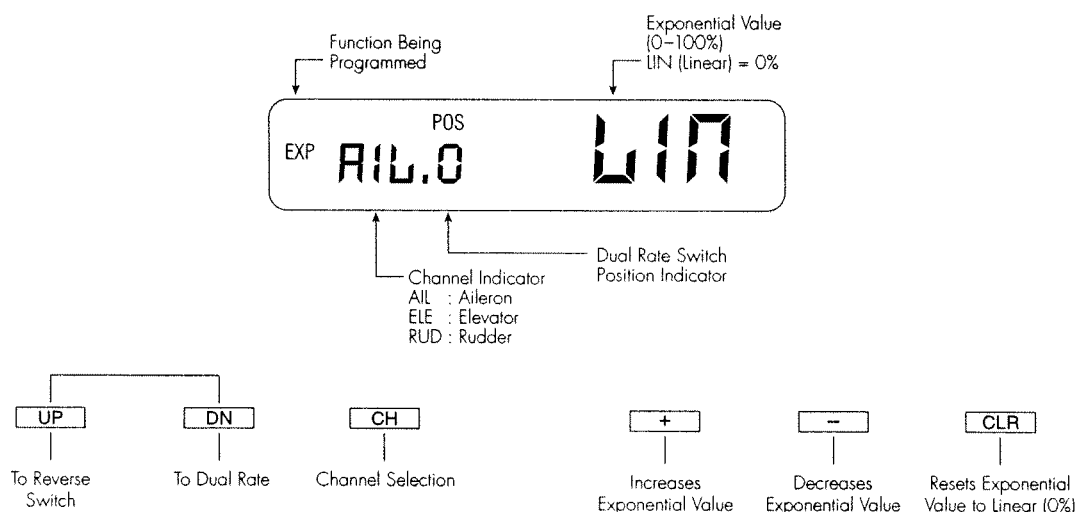 Function Being
Programmed
Exponential Value
(0–100%)
LIN (Linear) = 0%
EXP
POS
AIL.0
LIN
Channel Indicator
AIL : Aileron
ELE : Elevator
RUD : Rudder
Dual Rate Switch
Position Indicator
UP
DN
CH
+
–
CLR
To Reverse
Switch
To Dual Rate
Channel Selection
Increases
Exponential Value
Decreases
Exponential Value
Resets Exponential
Value to Linear (0%)